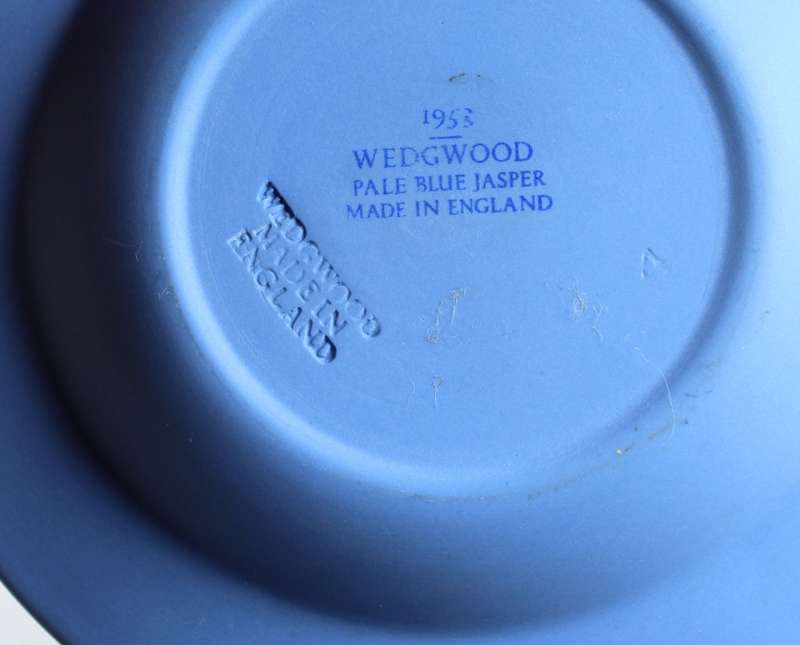 1953
WEDGWOOD
PALE BLUE JASPER
MADE IN ENGLAND
WEDGWOOD
MADE IN
ENGLAND